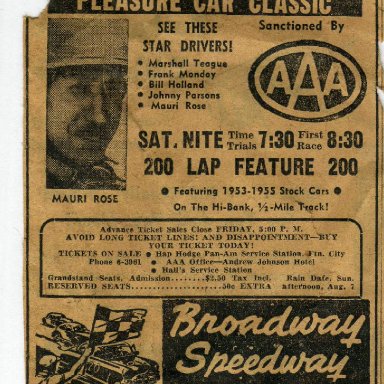 PLEASURE CAR CLASSIC
SEE THESE
STAR DRIVERS!
• Marshall Teague
• Frank Mundy
• Bill Holland
• Johnny Parsons
• Mauri Rose
Sanctioned By
AAA
MAURI ROSE
SAT. NITE Time Trials 7:30 First Race 8:30
200 LAP FEATURE 200
• Featuring 1953-1955 Stock Cars •
On The Hi-Bank, ½-Mile Track!
Advance Ticket Sales Close FRIDAY, 5:00 P. M.
AVOID LONG TICKET LINES! AND DISAPPOINTMENT—BUY
YOUR TICKET TODAY!
TICKETS ON SALE • Hap Hodge Pan-Am Service Station, Ftn. City
Phone 6-3961 • AAA Office—Andrew Johnson Hotel
• Hall's Service Station
Grandstand Seats, Admission......$2.50 Tax Incl. Rain Date, Sun.
RESERVED SEATS......50c EXTRA afternoon, Aug. 7
Broadway
Speedway